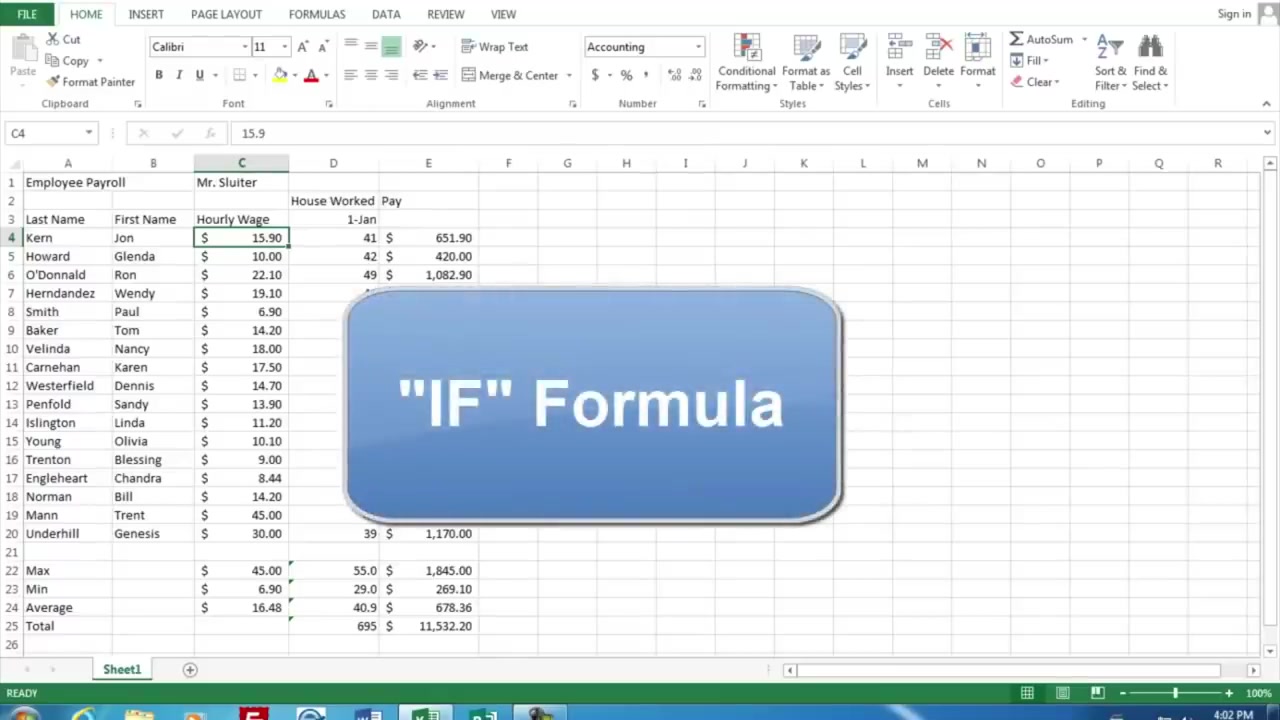 FILE HOME INSERT PAGE LAYOUT FORMULAS DATA REVIEW VIEW Sign in
Cut Calibri 11 Wrap Text Accounting AutoSum
Paste Copy Conditional Formatting Format as Table Cell Styles Insert Delete Format Fill Sort & Filter Find & Select
Format Painter B I U A Merge & Center $ % Clear
Clipboard Font Alignment Number Styles Cells Editing
C4 fx 15.9
A B C D E F G H I J K L M N O P Q R
1 Employee Payroll Mr. Sluiter
2 House Worked Pay
3 Last Name First Name Hourly Wage 1-Jan
4 Kern Jon $ 15.90 41 $ 651.90
5 Howard Glenda $ 10.00 42 $ 420.00
6 O'Donnald Ron $ 22.10 49 $ 1,082.90
7 Herndandez Wendy $ 19.10
8 Smith Paul $ 6.90
9 Baker Tom $ 14.20
10 Velinda Nancy $ 18.00
11 Carnehan Karen $ 17.50
12 Westerfield Dennis $ 14.70
13 Penfold Sandy $ 13.90
14 Islington Linda $ 11.20
15 Young Olivia $ 10.10
16 Trenton Blessing $ 9.00
17 Engleheart Chandra $ 8.44
18 Norman Bill $ 14.20
19 Mann Trent $ 45.00
20 Underhill Genesis $ 30.00 39 $ 1,170.00
21
22 Max $ 45.00 55.0 $ 1,845.00
23 Min $ 6.90 29.0 $ 269.10
24 Average $ 16.48 40.9 $ 678.36
25 Total 695 $ 11,532.20
26
"IF" Formula
Sheet1
READY 100%
4:02 PM